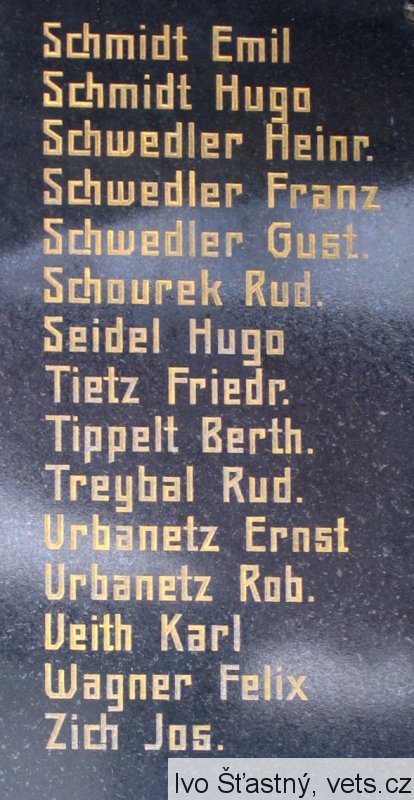 Schmidt Emil
Schmidt Hugo
Schwedler Heinr.
Schwedler Franz
Schwedler Gust.
Schourek Rud.
Seidel Hugo
Tietz Friedr.
Tippelt Berth.
Treybal Rud.
Urbanetz Ernst
Urbanetz Rob.
Veith Karl
Wagner Felix
Zich Jos.
Ivo Šťastný, vets.cz